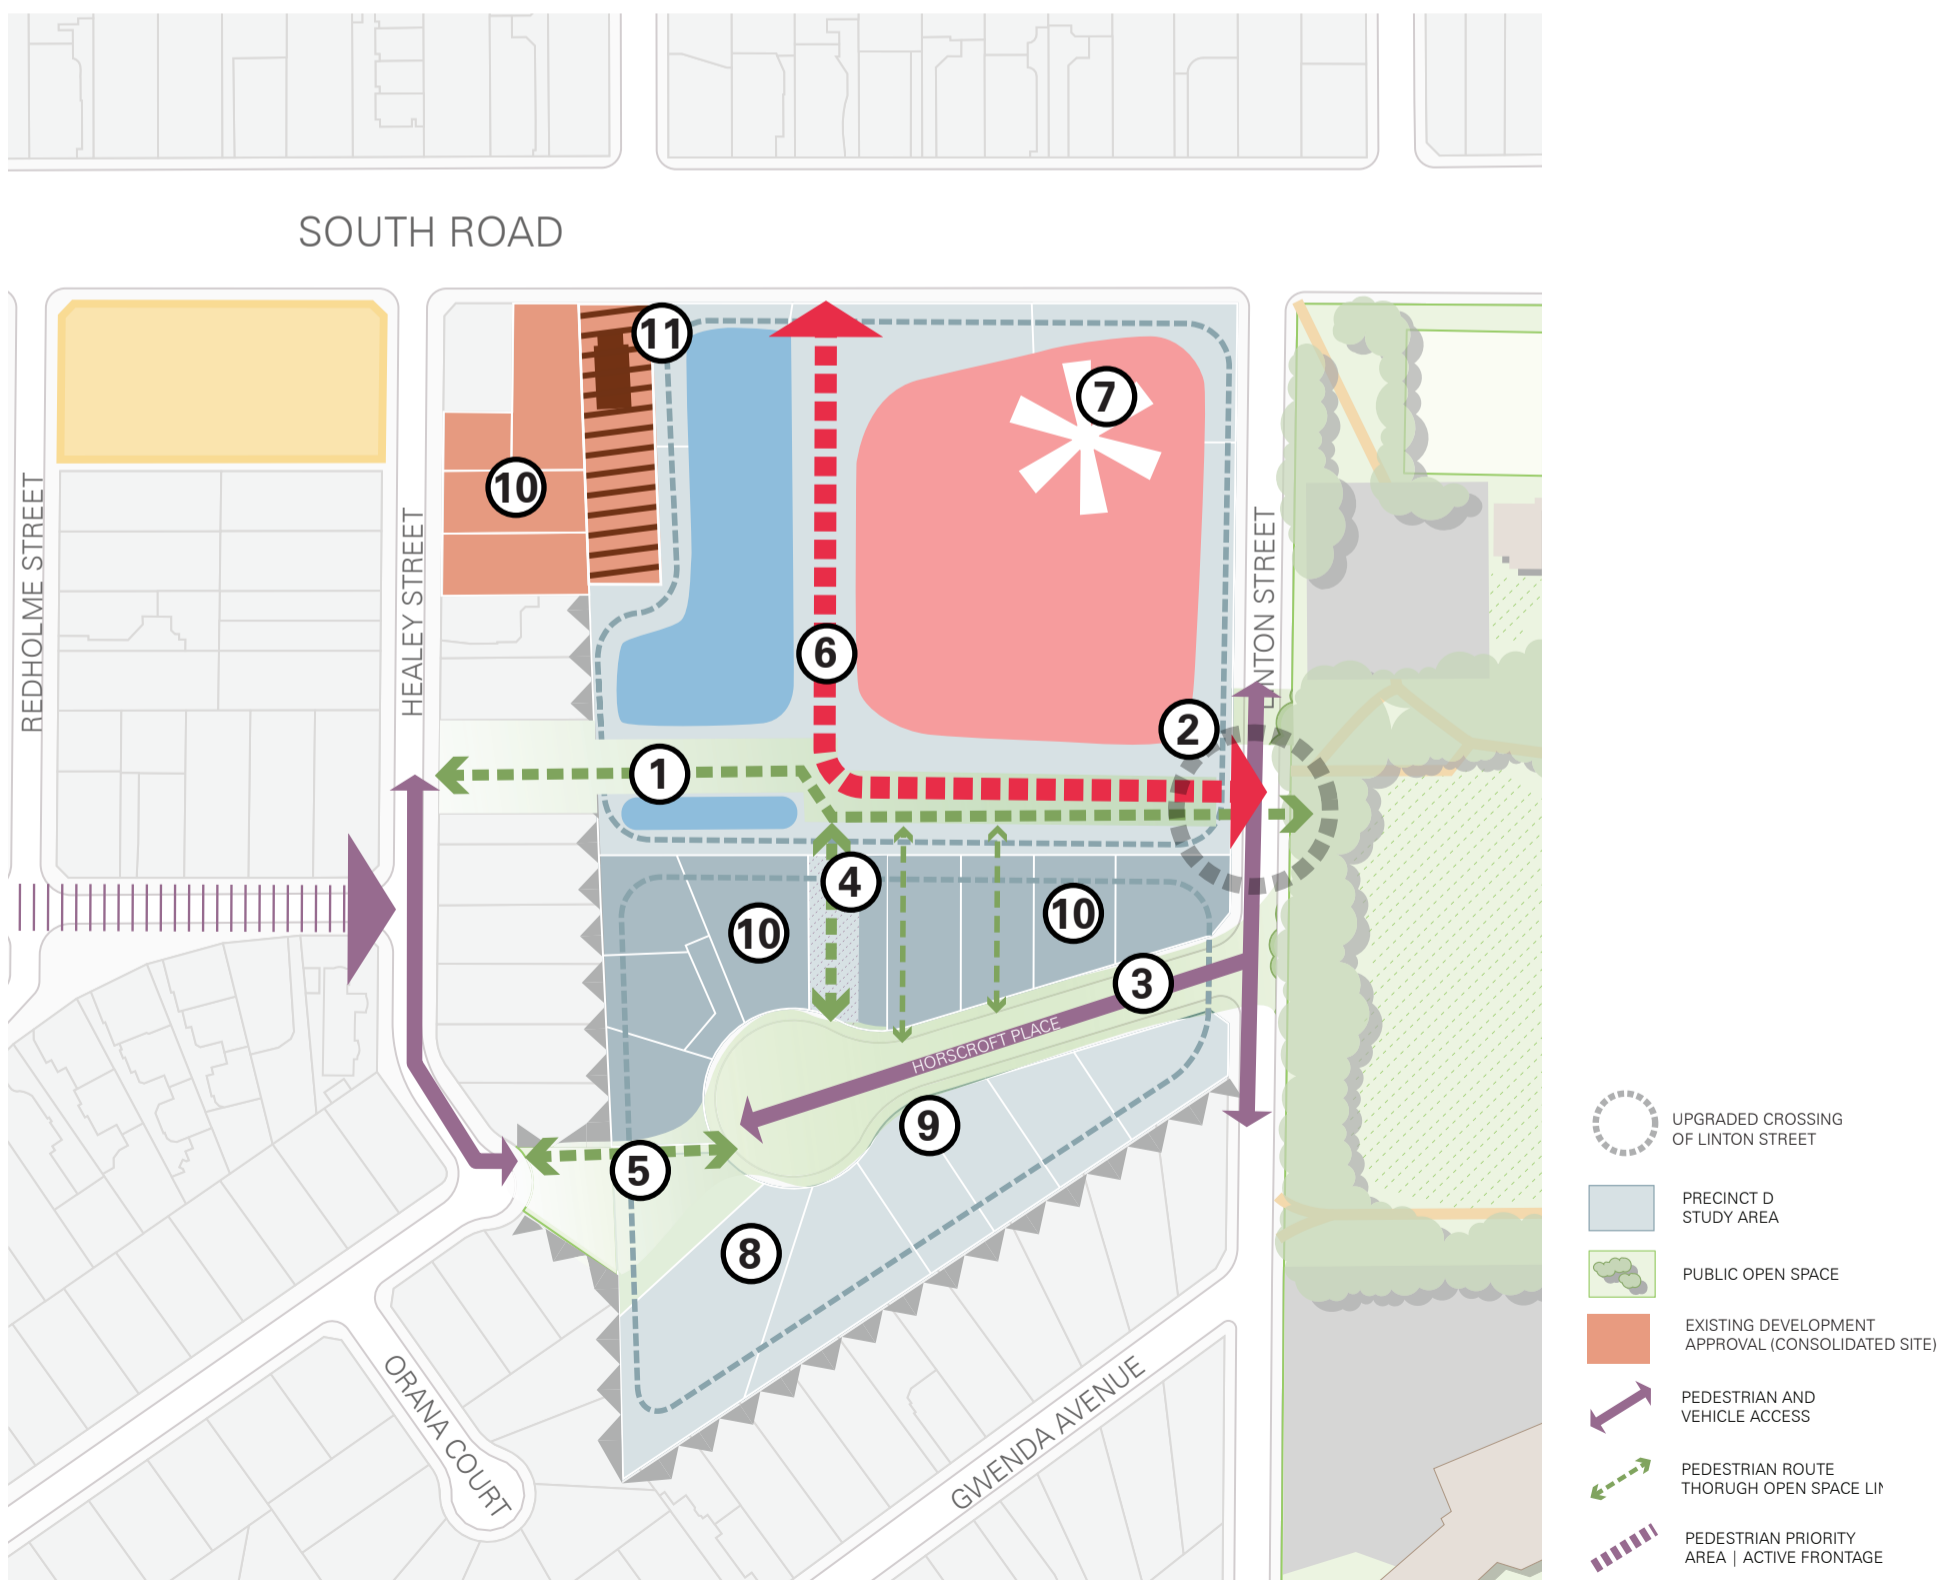 SOUTH ROAD
11
7
10
REDHOLME STREET
HEALEY STREET
LINTON STREET
6
2
1
4
10
10
3
HORSCROFT PLACE
9
5
8
ORANA COURT
GWENDA AVENUE
UPGRADED CROSSING
OF LINTON STREET
PRECINCT D
STUDY AREA
PUBLIC OPEN SPACE
EXISTING DEVELOPMENT
APPROVAL (CONSOLIDATED SITE)
PEDESTRIAN AND
VEHICLE ACCESS
PEDESTRIAN ROUTE
THORUGH OPEN SPACE LIN
PEDESTRIAN PRIORITY
AREA | ACTIVE FRONTAGE